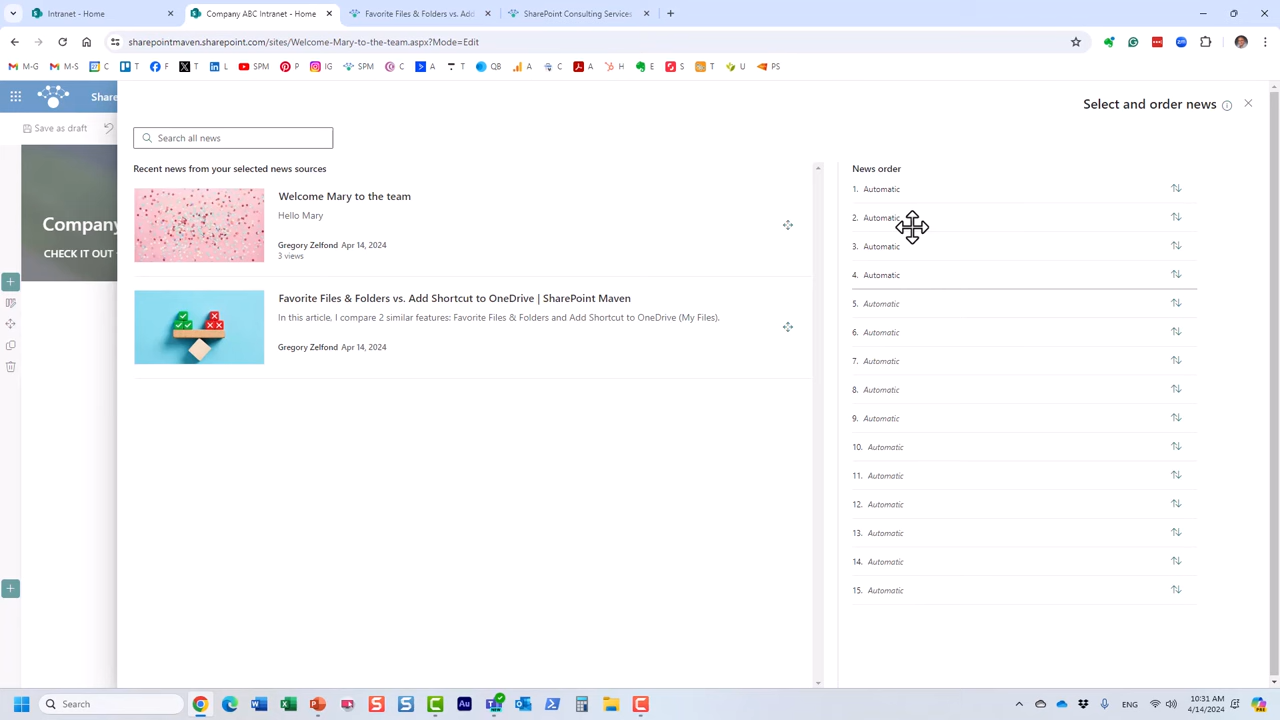 Intranet - Home
Company ABC Intranet - Home
Favorite Files & Folders vs. Add
SharePoint Consulting Services
sharepointmaven.sharepoint.com/sites/Welcome-Mary-to-the-team.aspx?Mode=Edit
M-G M-S C T F T LI SPM P IG SPM C A T QB A C A H E S T U PS
Share
Select and order news
Save as draft
Search all news
Recent news from your selected news sources
News order
Welcome Mary to the team
Hello Mary
Gregory Zelfond Apr 14, 2024
3 views
Favorite Files & Folders vs. Add Shortcut to OneDrive | SharePoint Maven
In this article, I compare 2 similar features: Favorite Files & Folders and Add Shortcut to OneDrive (My Files).
Gregory Zelfond Apr 14, 2024
Company
CHECK IT OUT
1. Automatic
2. Automatic
3. Automatic
4. Automatic
5. Automatic
6. Automatic
7. Automatic
8. Automatic
9. Automatic
10. Automatic
11. Automatic
12. Automatic
13. Automatic
14. Automatic
15. Automatic
Search
ENG
10:31 AM
4/14/2024